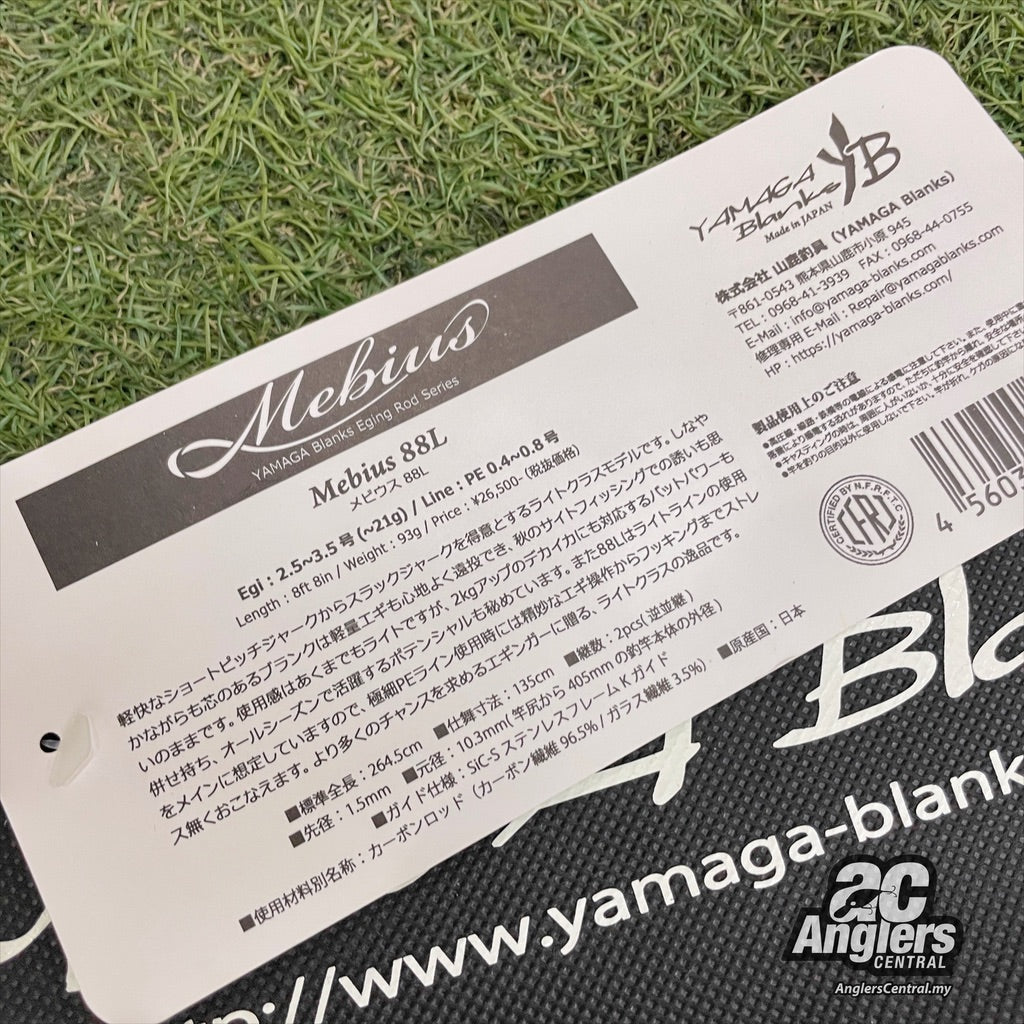 Mebius
YAMAGA Blanks Eging Rod Series
Mebius 88L
メビウス 88L
Egi : 2.5~3.5号 (~21g) / Line : PE 0.4~0.8号
Length : 8ft 8in / Weight : 93g / Price : ¥26,500- (税抜価格)
軽快なショートピッチジャークからスラックジャークを得意とするライトクラスモデルです。しなや
かながらも芯のあるブランクは軽量エギも心地よく遠投でき、秋のサイトフィッシングでの誘いも思
いのままです。使用感はあくまでもライトですが、2kgアップのデカイカにも対応するバットパワーも
併せ持ち、オールシーズンで活躍するポテンシャルも秘めています。また88Lはライトラインの使用
をメインに想定していますので、極細PEライン使用時には精妙なエギ操作からフッキングまでストレ
ス無くおこなえます。より多くのチャンスを求めるエギンガーに贈る、ライトクラスの逸品です。
■標準全長 : 264.5cm ■仕舞寸法 : 135cm ■継数 : 2pcs(逆並継)
■先径 : 1.5mm ■元径 : 10.3mm(竿尻から405mmの釣竿本体の外径)
■ガイド仕様 : SiC-S ステンレスフレームKガイド
■使用材料別名称 : カーボンロッド (カーボン繊維 96.5% / ガラス繊維 3.5%) ■原産国 : 日本
YAMAGA
Blanks
YB
Made in JAPAN
株式会社 山鹿釣具 (YAMAGA Blanks)
〒861-0543 熊本県山鹿市小原 945
TEL : 0968-41-3939 FAX : 0968-44-0755
E-Mail : info@yamaga-blanks.com
修理専用 E-Mail : Repair@yamagablanks.com
HP : https://yamaga-blanks.com/
製品使用上のご注意
CERT
CERTIFIED BY N.F.R.F.T.C
4 5603
Bla
www.yamaga-blank
ac
Anglers
CENTRAL
AnglersCentral.my